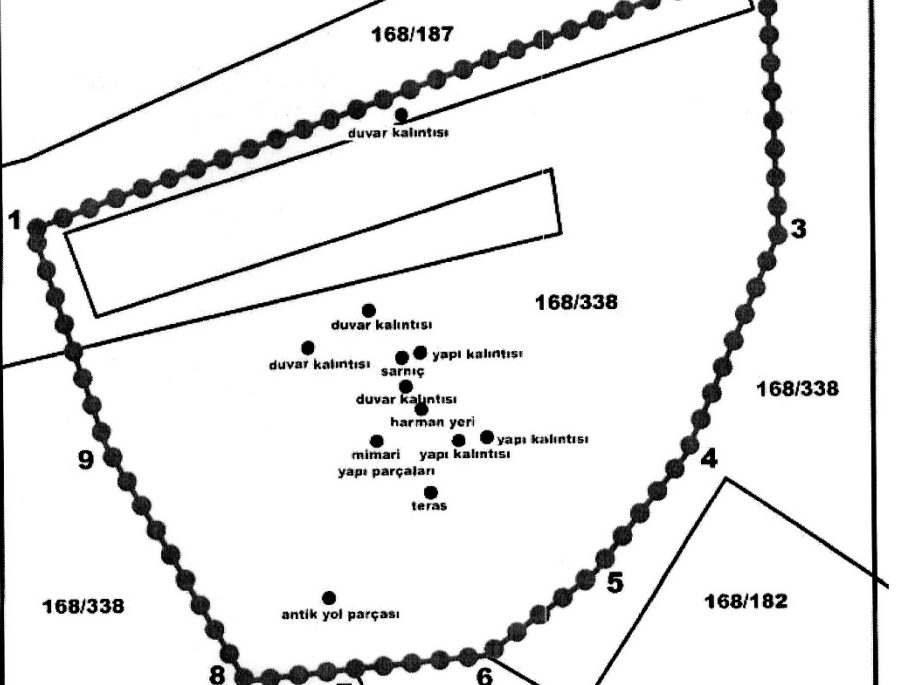 168/187
duvar kalıntısı
1
3
168/338
duvar kalıntısı
duvar kalıntısı
yapı kalıntısı
sarnıç
duvar kalıntısı
168/338
harman yeri
yapı kalıntısı
mimari
yapı parçaları
yapı kalıntısı
9
4
teras
5
168/338
antik yol parçası
168/182
8
6